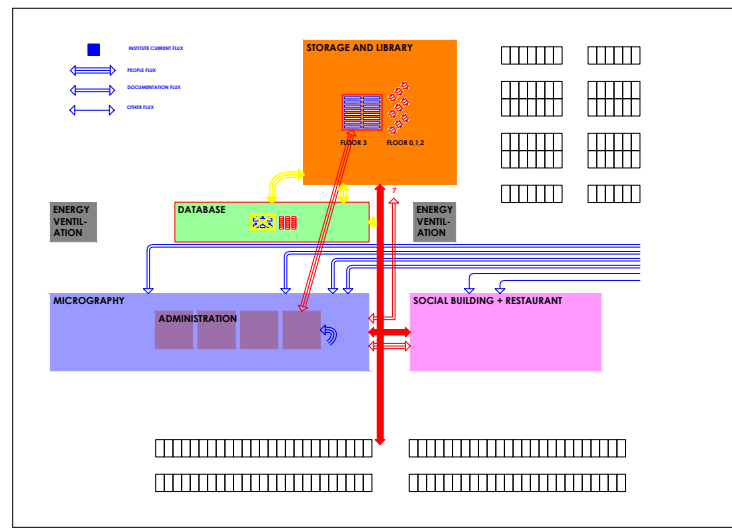 STORAGE AND LIBRARY
INSTITUTE CURRENT FLUX
PEOPLE FLUX
DOCUMENTATION FLUX
OTHER FLUX
FLOOR 3
FLOOR 0,1,2
7
ENERGY
VENTIL-
ATION
DATABASE
ENERGY
VENTIL-
ATION
MICROGRAPHY
ADMINISTRATION
SOCIAL BUILDING + RESTAURANT